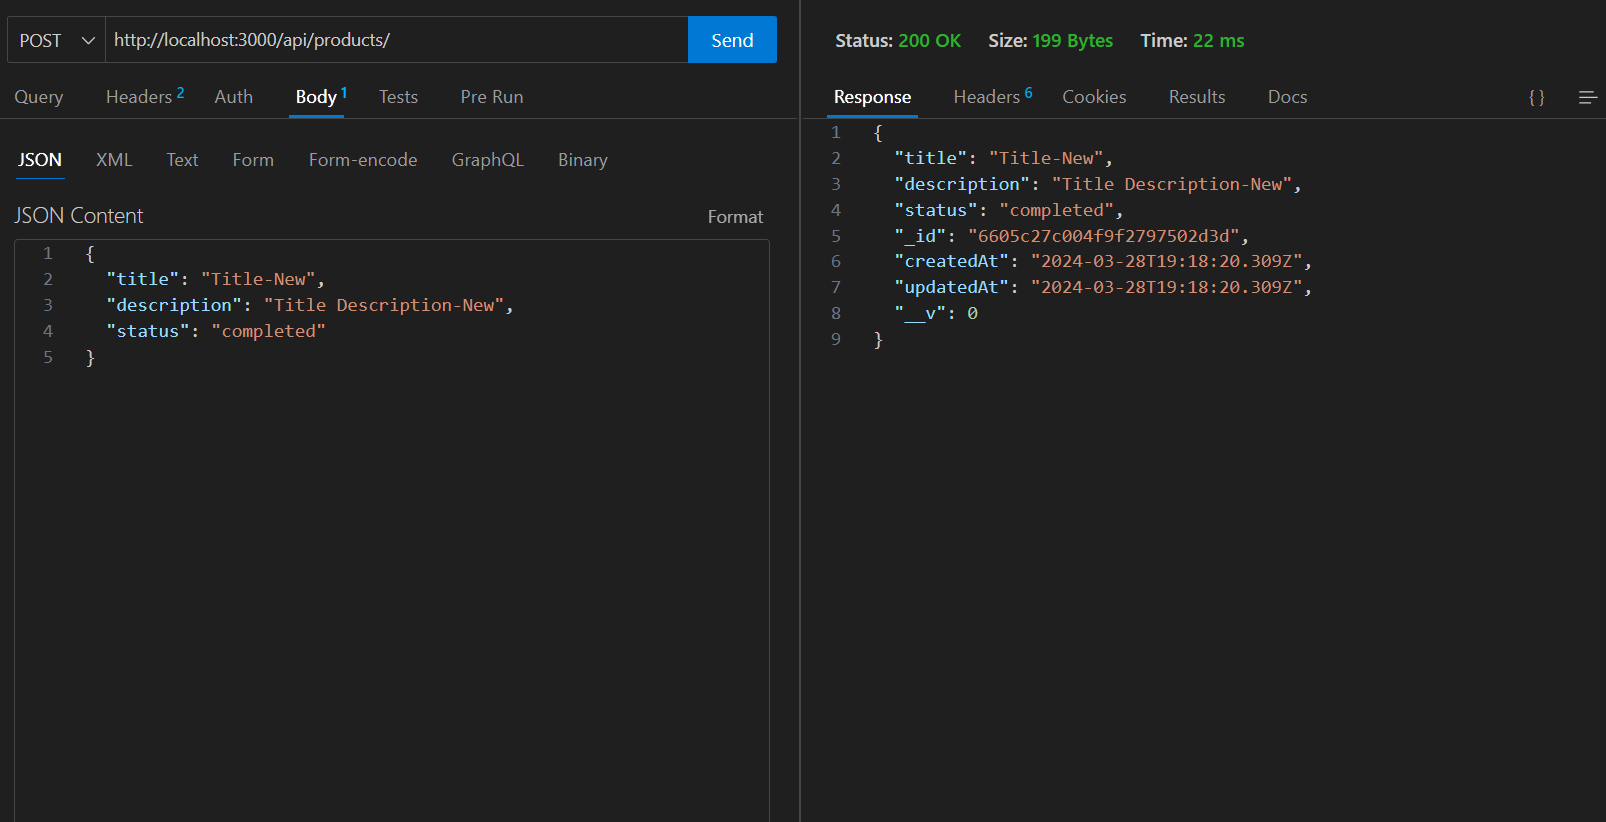 POST http://localhost:3000/api/products/ Send
Query Headers 2 Auth Body 1 Tests Pre Run
JSON XML Text Form Form-encode GraphQL Binary
JSON Content Format
1 {
2 "title": "Title-New",
3 "description": "Title Description-New",
4 "status": "completed"
5 }
Status: 200 OK Size: 199 Bytes Time: 22 ms
Response Headers 6 Cookies Results Docs { }
1 {
2 "title": "Title-New",
3 "description": "Title Description-New",
4 "status": "completed",
5 "_id": "6605c27c004f9f2797502d3d",
6 "createdAt": "2024-03-28T19:18:20.309Z",
7 "updatedAt": "2024-03-28T19:18:20.309Z",
8 "__v": 0
9 }